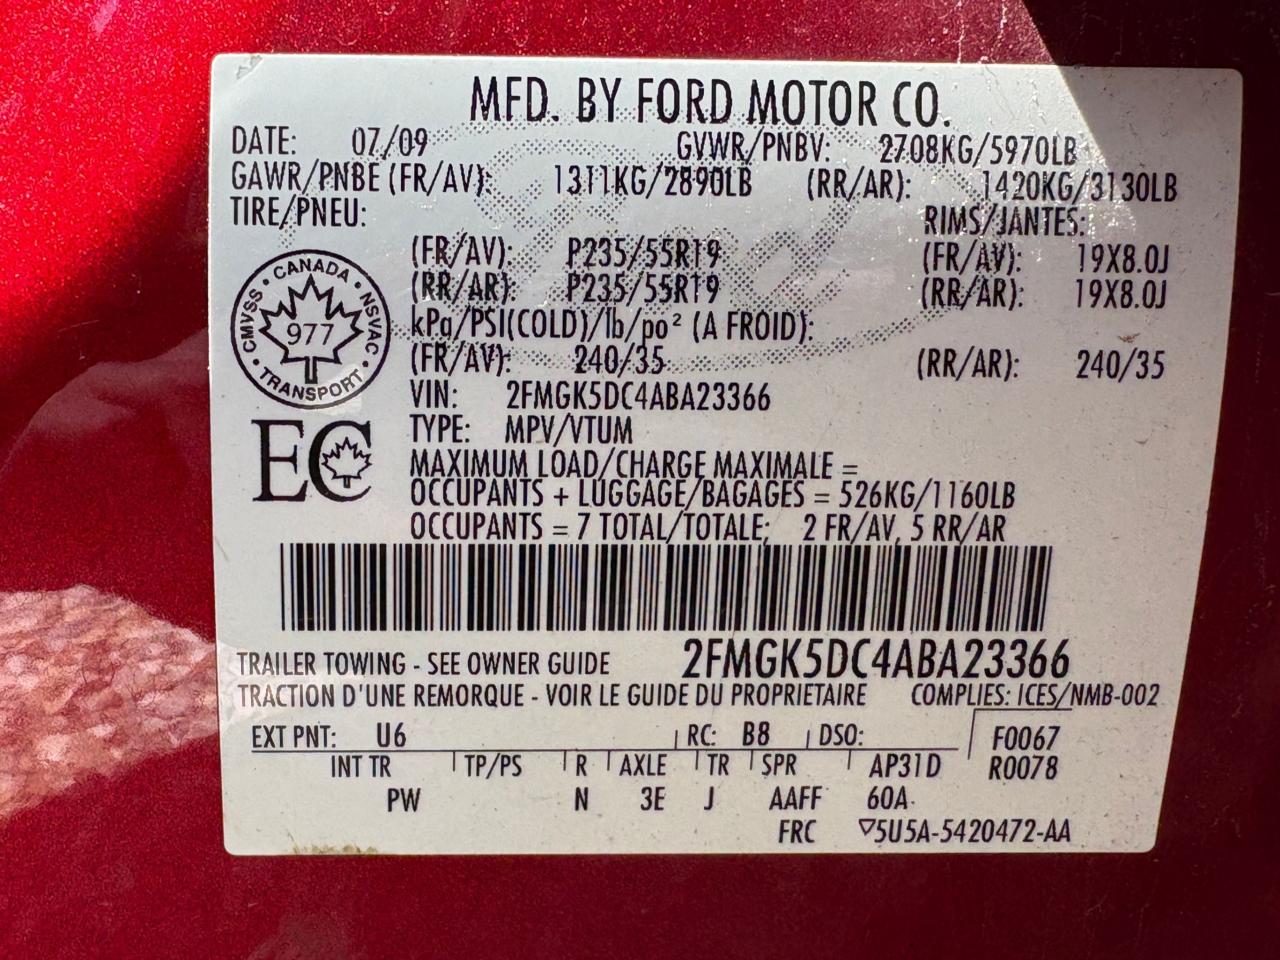 MFD. BY FORD MOTOR CO.
DATE: 07/09 GVWR/PNBV: 2708KG/5970LB
GAWR/PNBE (FR/AV): 1311KG/2890LB (RR/AR): 1420KG/3130LB
TIRE/PNEU: RIMS/JANTES:
(FR/AV): P235/55R19 (FR/AV): 19X8.0J
(RR/AR): P235/55R19 (RR/AR): 19X8.0J
kPa/PSI(COLD)/lb/po² (A FROID):
(FR/AV): 240/35 (RR/AR): 240/35
CANADA · NSVAC · TRANSPORT · CMVSS ·
977
VIN: 2FMGK5DC4ABA23366
EC
TYPE: MPV/VTUM
MAXIMUM LOAD/CHARGE MAXIMALE =
OCCUPANTS + LUGGAGE/BAGAGES = 526KG/1160LB
OCCUPANTS = 7 TOTAL/TOTALE; 2 FR/AV, 5 RR/AR
TRAILER TOWING - SEE OWNER GUIDE 2FMGK5DC4ABA23366
TRACTION D'UNE REMORQUE - VOIR LE GUIDE DU PROPRIETAIRE COMPLIES: ICES/NMB-002
EXT PNT: U6 RC: B8 DSO: F0067
INT TR TP/PS R AXLE TR SPR AP31D R0078
PW N 3E J AAFF 60A
FRC ▽5U5A-5420472-AA